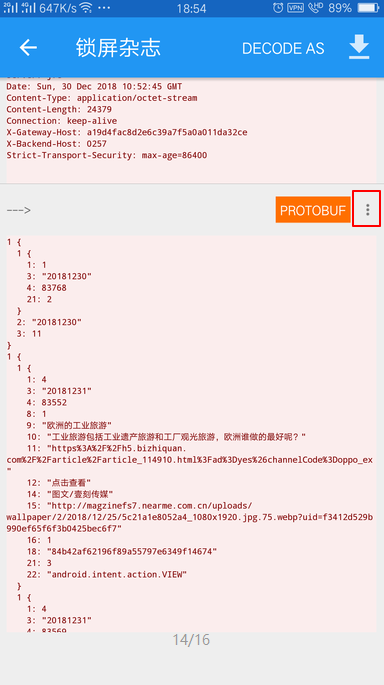 2G 4G 647K/s 18:54 VPN HD 89%
锁屏杂志 DECODE AS
Date: Sun, 30 Dec 2018 10:52:45 GMT
Content-Type: application/octet-stream
Content-Length: 24379
Connection: keep-alive
X-Gateway-Host: a19d4fac8d2e6c39a7f5a0a011da32ce
X-Backend-Host: 0257
Strict-Transport-Security: max-age=86400
---> PROTOBUF
1 {
1 {
1: 1
3: "20181230"
4: 83768
21: 2
}
2: "20181230"
3: 11
}
1 {
1 {
1: 4
3: "20181231"
4: 83552
8: 1
9: "欧洲的工业旅游"
10: "工业旅游包括工业遗产旅游和工厂观光旅游，欧洲谁做的最好呢？"
11: "https%3A%2F%2Fh5.bizhiquan.
com%2F%2Farticle%2Farticle_114910.html%3Fad%3Dyes%26channelCode%3Doppo_ex
"
12: "点击查看"
14: "图文/壹刻传媒"
15: "http://magzinefs7.nearme.com.cn/uploads/
wallpaper/2/2018/12/25/5c21a1e8052a4_1080x1920.jpg.75.webp?uid=f3412d529b
990ef65f6f3b0425bec6f7"
16: 1
18: "84b42af62196f89a55797e6349f14674"
21: 3
22: "android.intent.action.VIEW"
}
1 {
1: 4
3: "20181231"
4: 83569
14/16